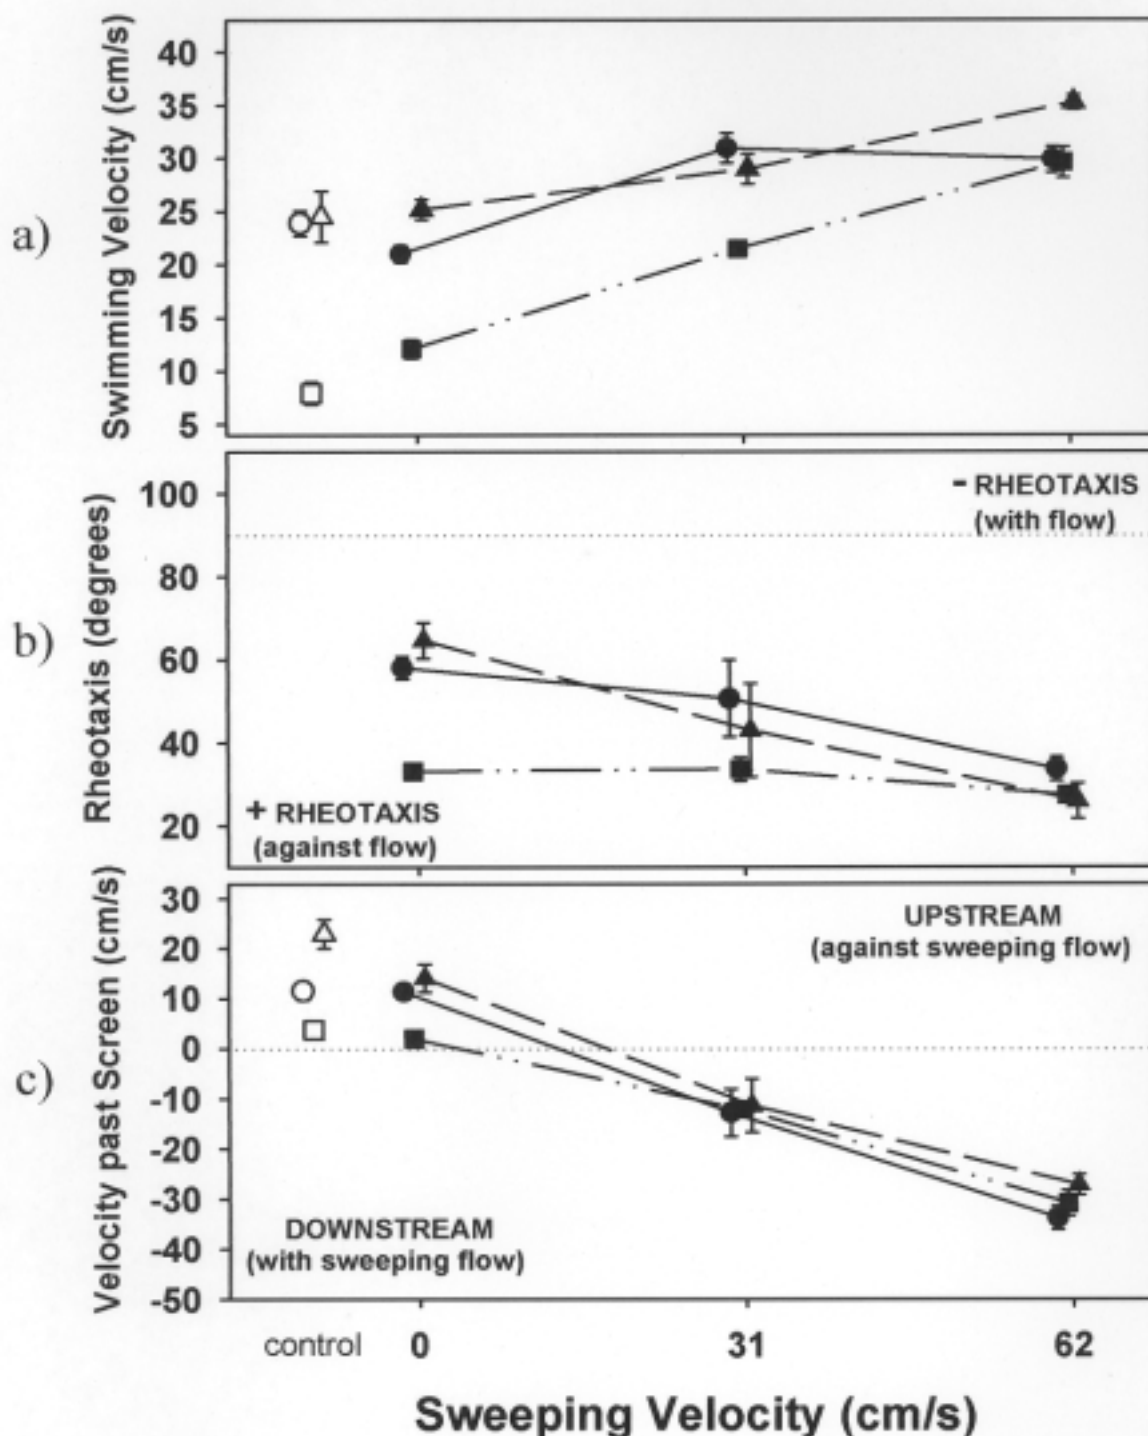 a)
Swimming Velocity (cm/s)
40
35
30
25
20
15
10
5
b)
Rheotaxis (degrees)
100
80
60
40
20
- RHEOTAXIS
(with flow)
+ RHEOTAXIS
(against flow)
c)
Velocity past Screen (cm/s)
30
20
10
0
-10
-20
-30
-40
-50
UPSTREAM
(against sweeping flow)
DOWNSTREAM
(with sweeping flow)
control 0 31 62
Sweeping Velocity (cm/s)